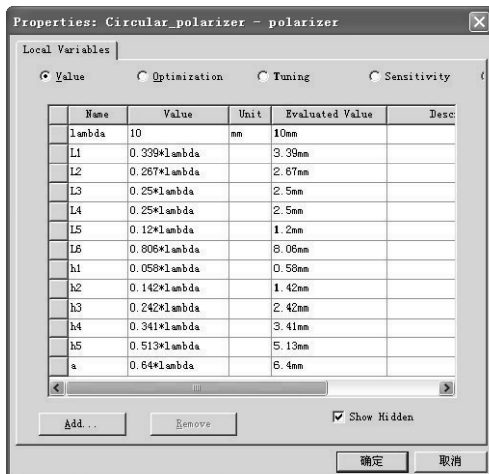 Properties: Circular_polarizer - polarizer
Local Variables
Value Optimization Tuning Sensitivity
Name Value Unit Evaluated Value Desc
lambda 10 mm 10mm
L1 0.339*lambda 3.39mm
L2 0.267*lambda 2.67mm
L3 0.25*lambda 2.5mm
L4 0.25*lambda 2.5mm
L5 0.12*lambda 1.2mm
L6 0.806*lambda 8.06mm
h1 0.058*lambda 0.58mm
h2 0.142*lambda 1.42mm
h3 0.242*lambda 2.42mm
h4 0.341*lambda 3.41mm
h5 0.513*lambda 5.13mm
a 0.64*lambda 6.4mm
Add... Remove Show Hidden
确定 取消